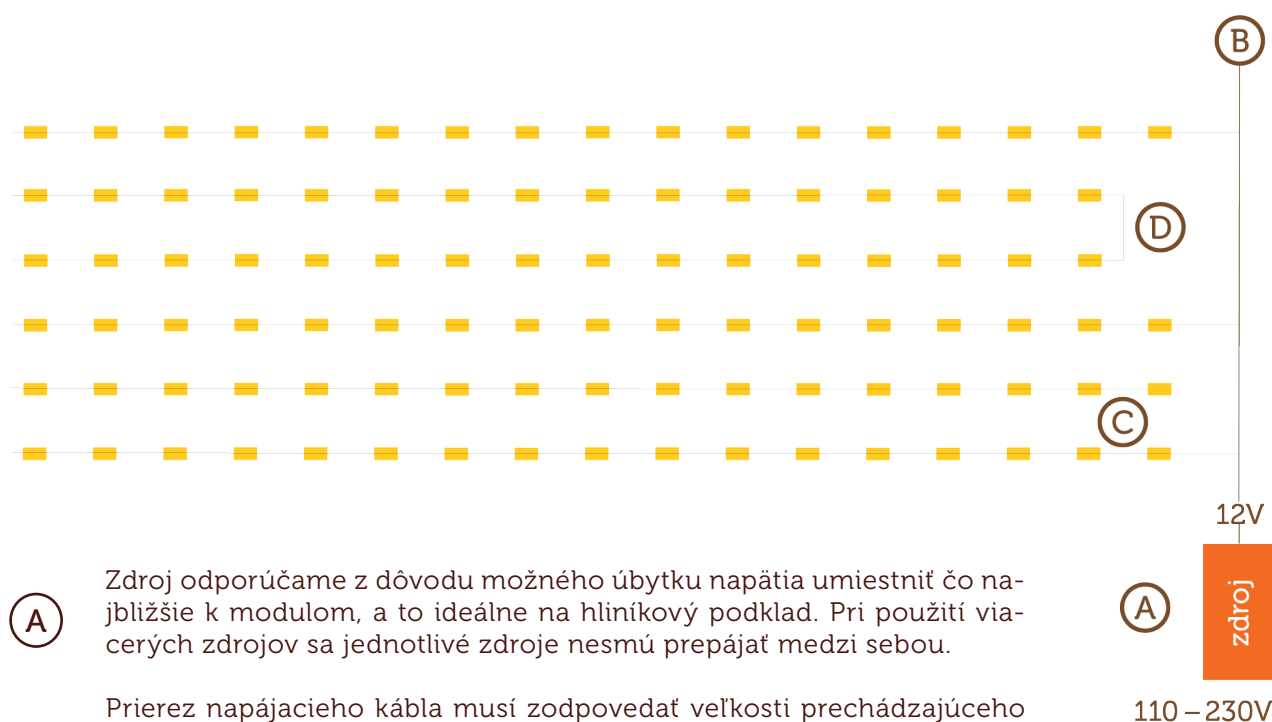 B
D
C
12V
zdroj
A
110 – 230V
A
Zdroj odporúčame z dôvodu možného úbytku napätia umiestniť čo na-
jbližšie k modulom, a to ideálne na hliníkový podklad. Pri použití via-
cerých zdrojov sa jednotlivé zdroje nesmú prepájať medzi sebou.
Prierez napájacieho kábla musí zodpovedať veľkosti prechádzajúceho